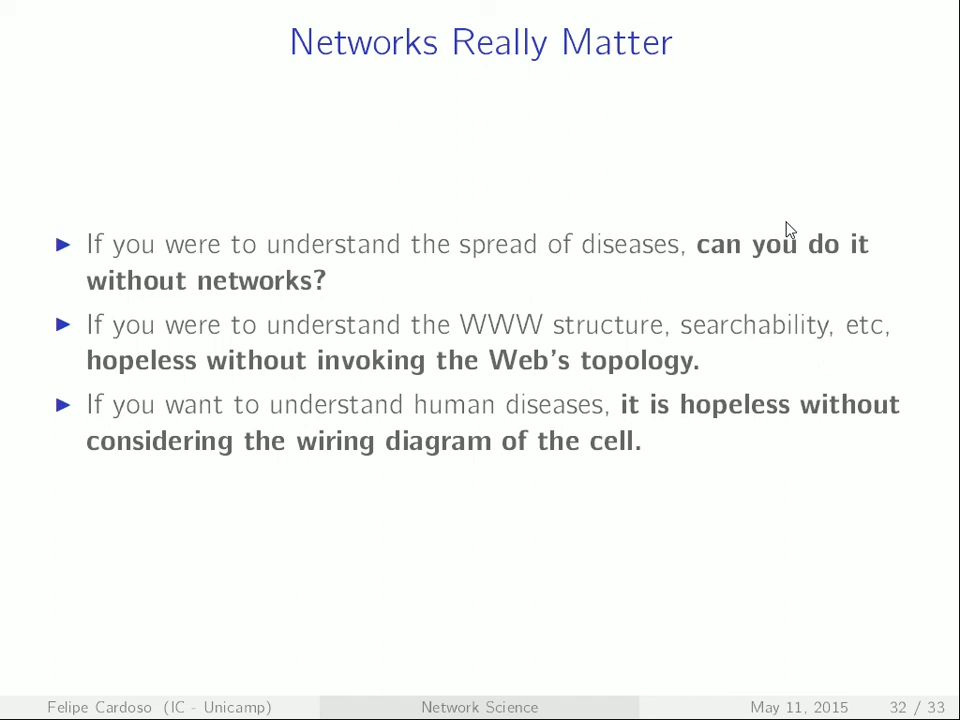 Networks Really Matter
▶ If you were to understand the spread of diseases, can you do it
without networks?
▶ If you were to understand the WWW structure, searchability, etc,
hopeless without invoking the Web's topology.
▶ If you want to understand human diseases, it is hopeless without
considering the wiring diagram of the cell.
Felipe Cardoso (IC - Unicamp) Network Science May 11, 2015 32 / 33